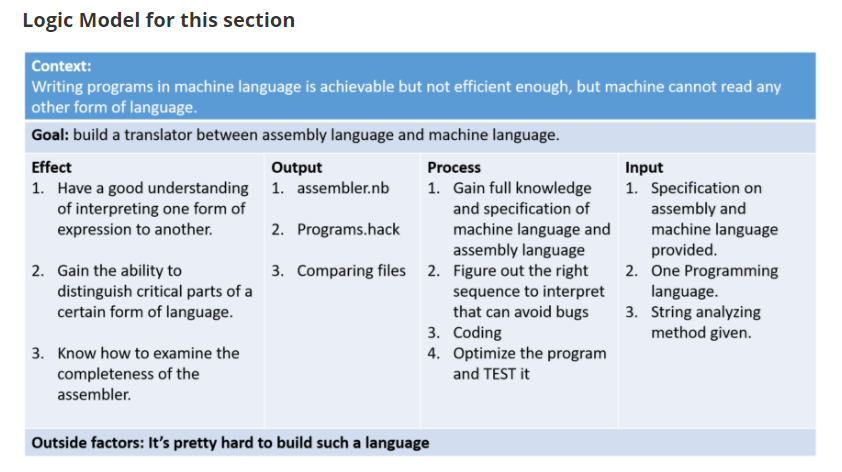 Logic Model for this section
Context:
Writing programs in machine language is achievable but not efficient enough, but machine cannot read any
other form of language.
Goal: build a translator between assembly language and machine language.
Effect
1. Have a good understanding
of interpreting one form of
expression to another.
2. Gain the ability to
distinguish critical parts of a
certain form of language.
3. Know how to examine the
completeness of the
assembler.
Output
1. assembler.nb
2. Programs.hack
3. Comparing files
Process
1. Gain full knowledge
and specification of
machine language and
assembly language
2. Figure out the right
sequence to interpret
that can avoid bugs
3. Coding
4. Optimize the program
and TEST it
Input
1. Specification on
assembly and
machine language
provided.
2. One Programming
language.
3. String analyzing
method given.
Outside factors: It's pretty hard to build such a language